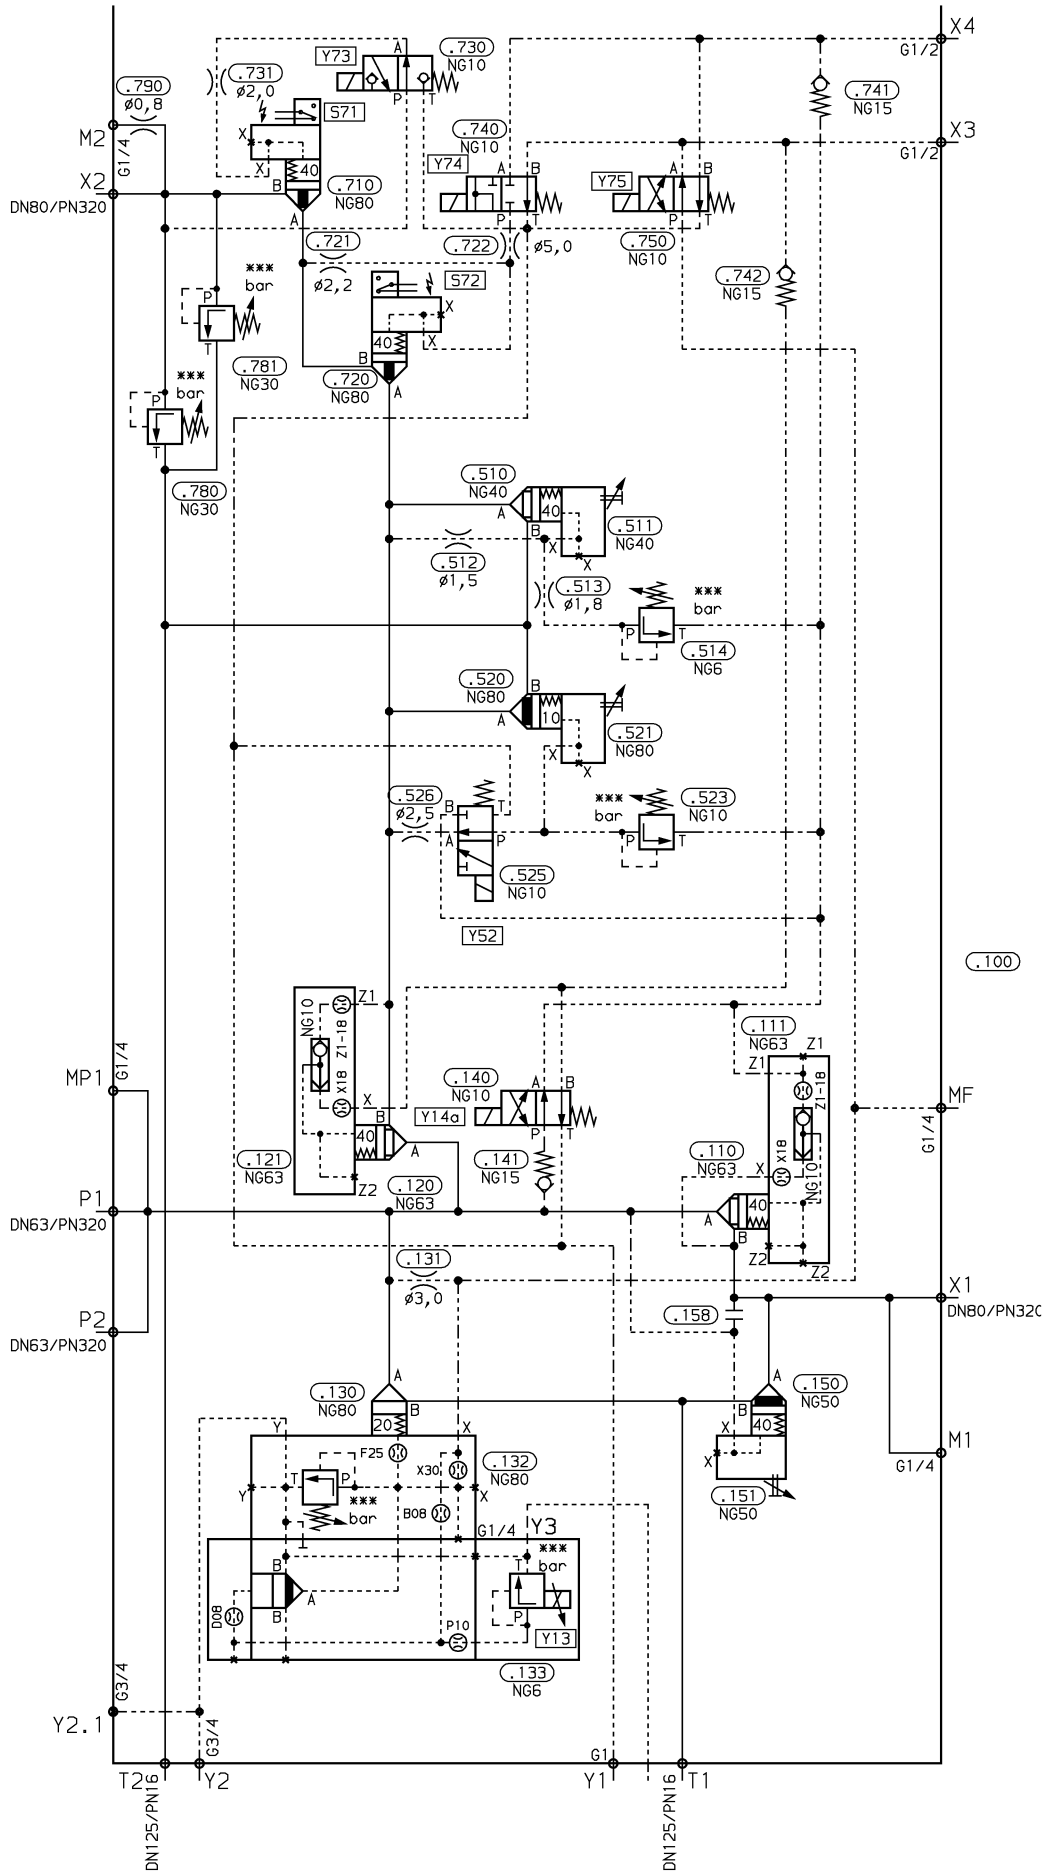 X4
G1/2
Y73
A
.730
NG10
P
T
.731
ø2,0
.790
ø0,8
S71
.741
NG15
M2
G1/4
X
X
40
.740
NG10
X3
G1/2
Y74
A
B
Y75
A
B
X2
DN80/PN320
B
.710
NG80
A
P
T
P
T
.721
ø2,2
.722
ø5,0
.750
NG10
***
bar
S72
.742
NG15
P
T
X
X
40
B
.781
NG30
***
bar
.720
NG80
A
P
T
.780
NG30
.510
NG40
A
40
B
X
X
.511
NG40
.512
ø1,5
.513
ø1,8
***
bar
P
T
.514
NG6
.520
NG80
B
A
10
X
X
.521
NG80
.526
ø2,5
B
T
A
P
***
bar
.523
NG10
P
T
.525
NG10
Y52
.100
Z1
NG10
Z1-18
X18
X
.111
NG63
Z1
Z1
Z1-18
MP1
G1/4
.140
NG10
A
B
MF
G1/4
Y14a
P
T
B
40
A
.121
NG63
Z2
.141
NG15
.110
NG63
X
X18
NG10
.120
NG63
P1
DN63/PN320
A
40
B
Z2
Z2
.131
ø3,0
X1
DN80/PN320
.158
P2
DN63/PN320
A
.130
NG80
B
20
A
.150
NG50
B
40
X
X
Y
F25
X
X30
.132
NG80
M1
G1/4
.151
NG50
T
P
Y
X
***
bar
B08
G1/4
Y3
***
bar
B
A
B
T
P
D08
P10
Y13
.133
NG6
G3/4
Y2.1
G3/4
G1
T2
Y2
Y1
T1
DN125/PN16
DN125/PN16